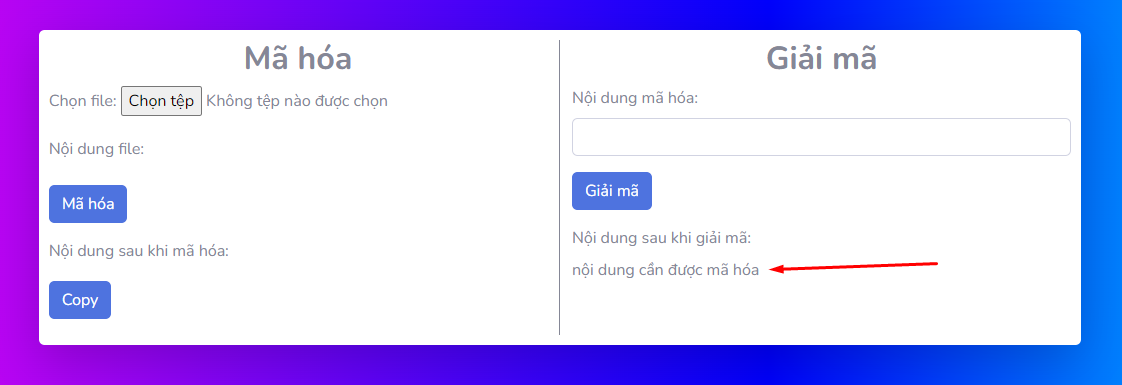 Mã hóa
Chọn file: Chọn tệp Không tệp nào được chọn
Nội dung file:
Mã hóa
Nội dung sau khi mã hóa:
Copy
Giải mã
Nội dung mã hóa:
Giải mã
Nội dung sau khi giải mã:
nội dung cần được mã hóa